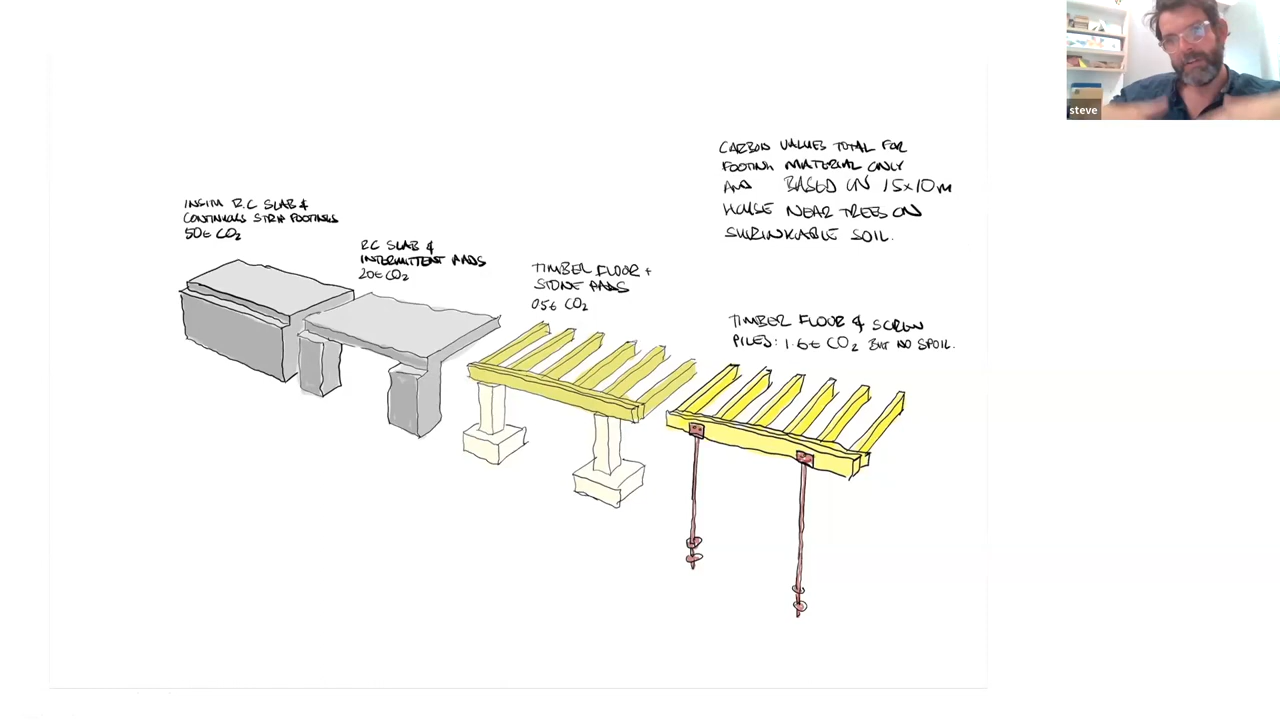 INSITU R.C SLAB &
CONTINUOUS STRIP FOOTINGS
50t CO2
RC SLAB &
INTERMITTENT PADS
20t CO2
TIMBER FLOOR +
STONE PADS
05t CO2
CARBON VALUES TOTAL FOR
FOOTING MATERIAL ONLY
AND BASED ON 15x10m
HOUSE NEAR TREES ON
SHRINKABLE SOIL.
TIMBER FLOOR & SCREW
PILES: 1.6t CO2 BUT NO SPOIL.
steve